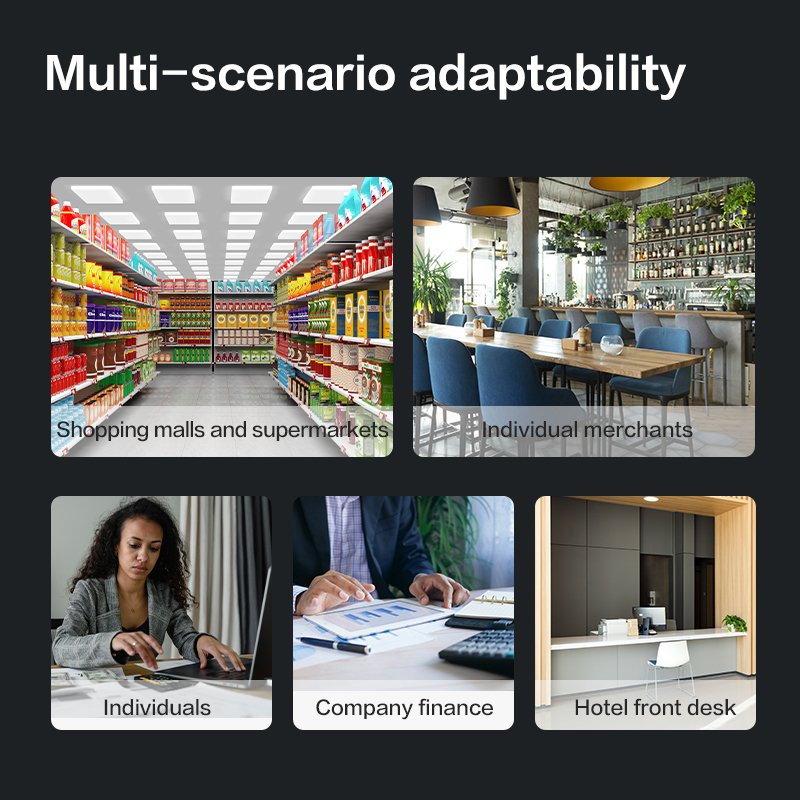 Multi-scenario adaptability
Shopping malls and supermarkets
Individual merchants
Individuals
Company finance
Hotel front desk